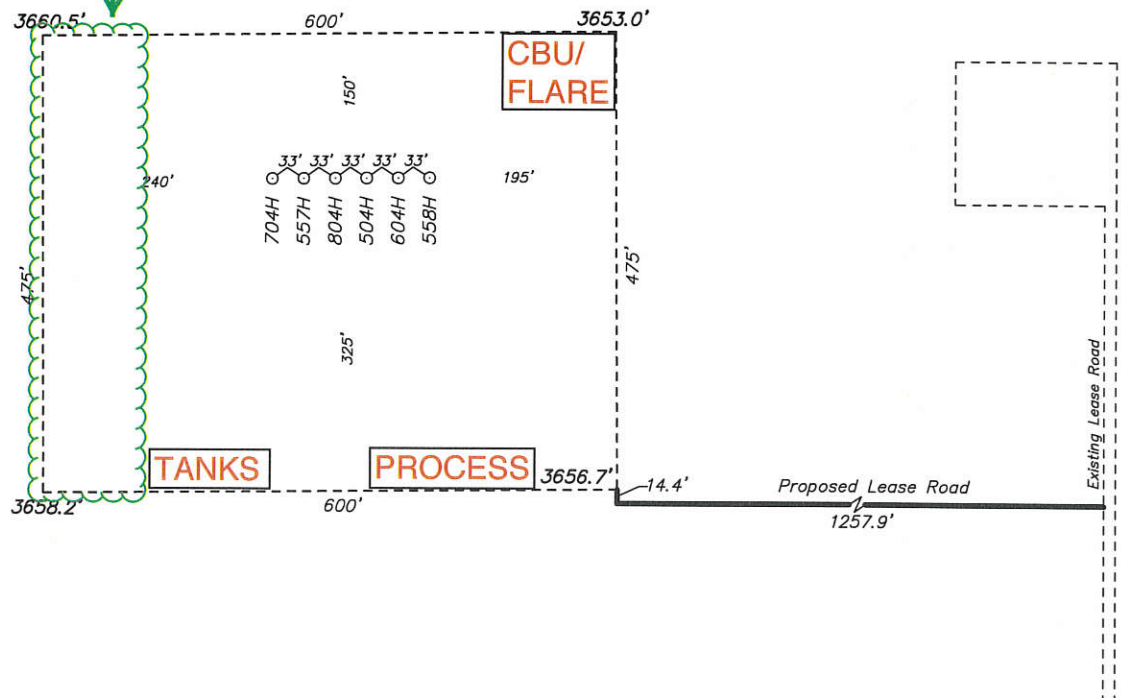 3660.5'
600'
3653.0'
CBU/
FLARE
150'
33' 33' 33' 33' 33'
240'
195'
704H
557H
804H
504H
604H
558H
475'
475'
325'
Existing Lease Road
TANKS
PROCESS
3656.7'
14.4'
Proposed Lease Road
3658.2'
600'
1257.9'